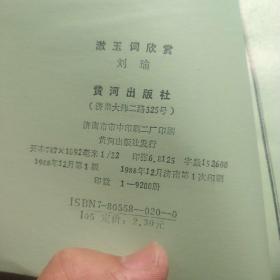 漱玉词欣赏
刘瑜
黄河出版社
(济南大纬二路325号)
济南市市中印刷二厂印刷
黄河出版社发行
开本787×1092毫米1/32 印张6.8125 字数152600
1988年12月第1版 1988年12月济南第1次印刷
印数 1—9200册
ISBN7-80558-020-0
I05 定价:2.30元